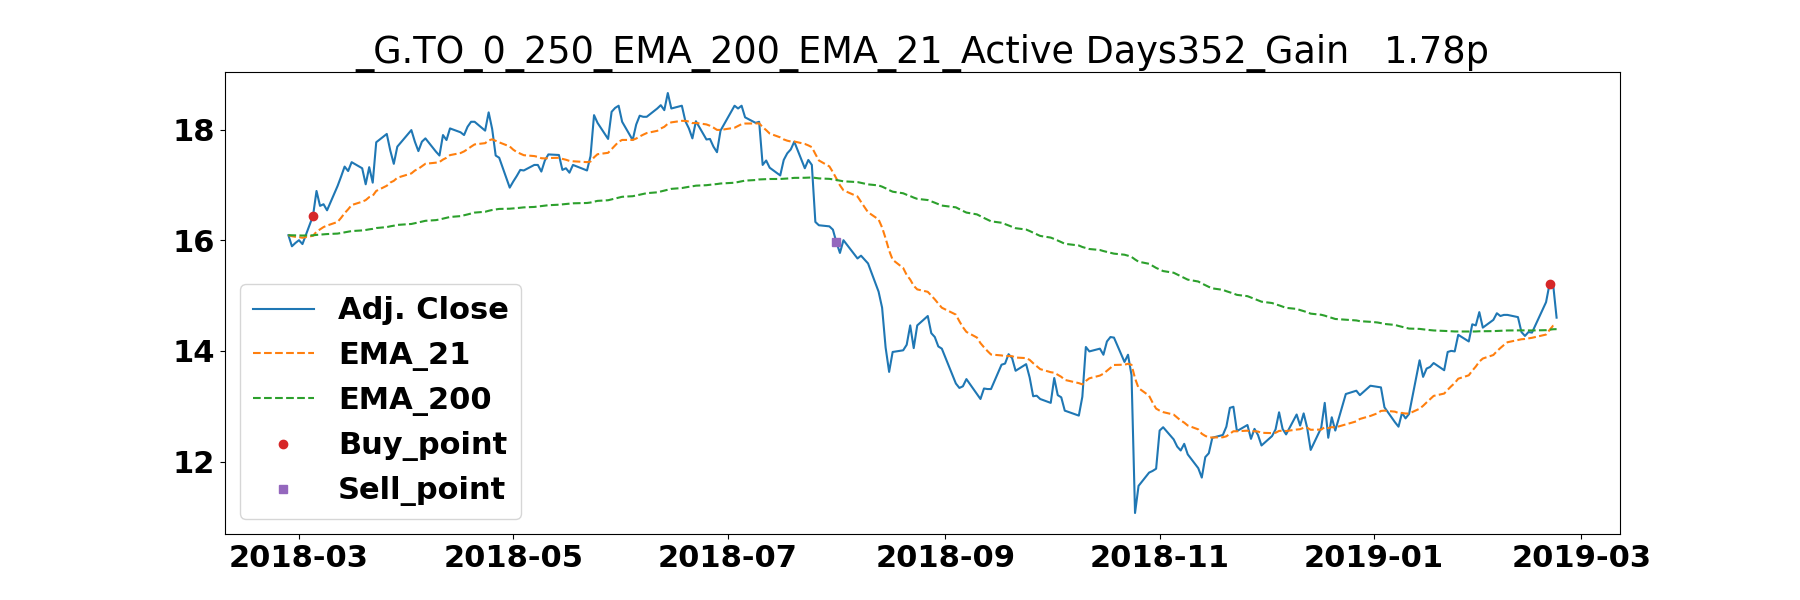 _G.TO_0_250_EMA_200_EMA_21_Active Days352_Gain   1.78p
18
16
14
12
Adj. Close
EMA_21
EMA_200
Buy_point
Sell_point
2018-03 2018-05 2018-07 2018-09 2018-11 2019-01 2019-03